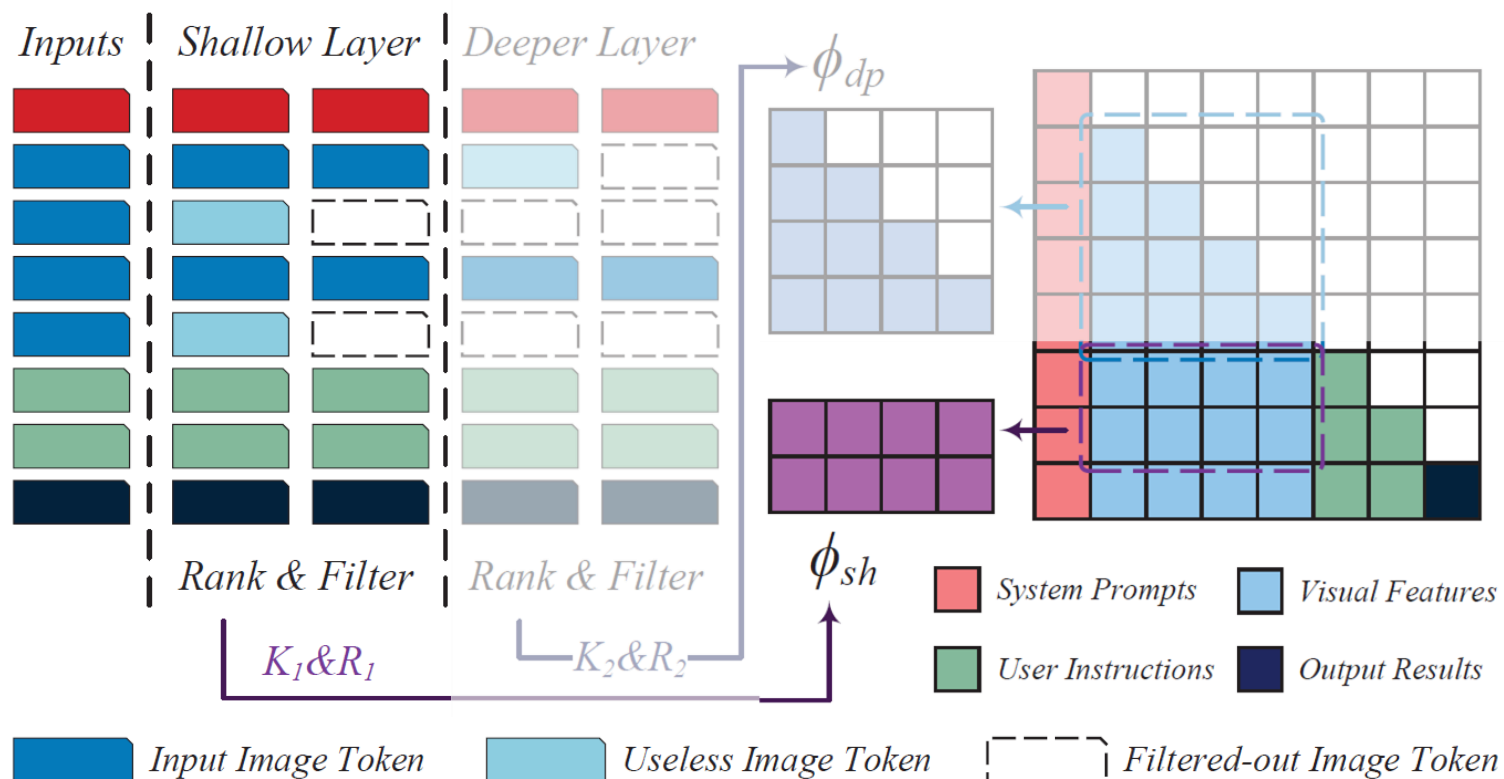 Inputs
Shallow Layer
Deeper Layer
ϕdp
Rank & Filter
Rank & Filter
ϕsh
K1&R1
K2&R2
System Prompts
Visual Features
User Instructions
Output Results
Input Image Token
Useless Image Token
Filtered-out Image Token